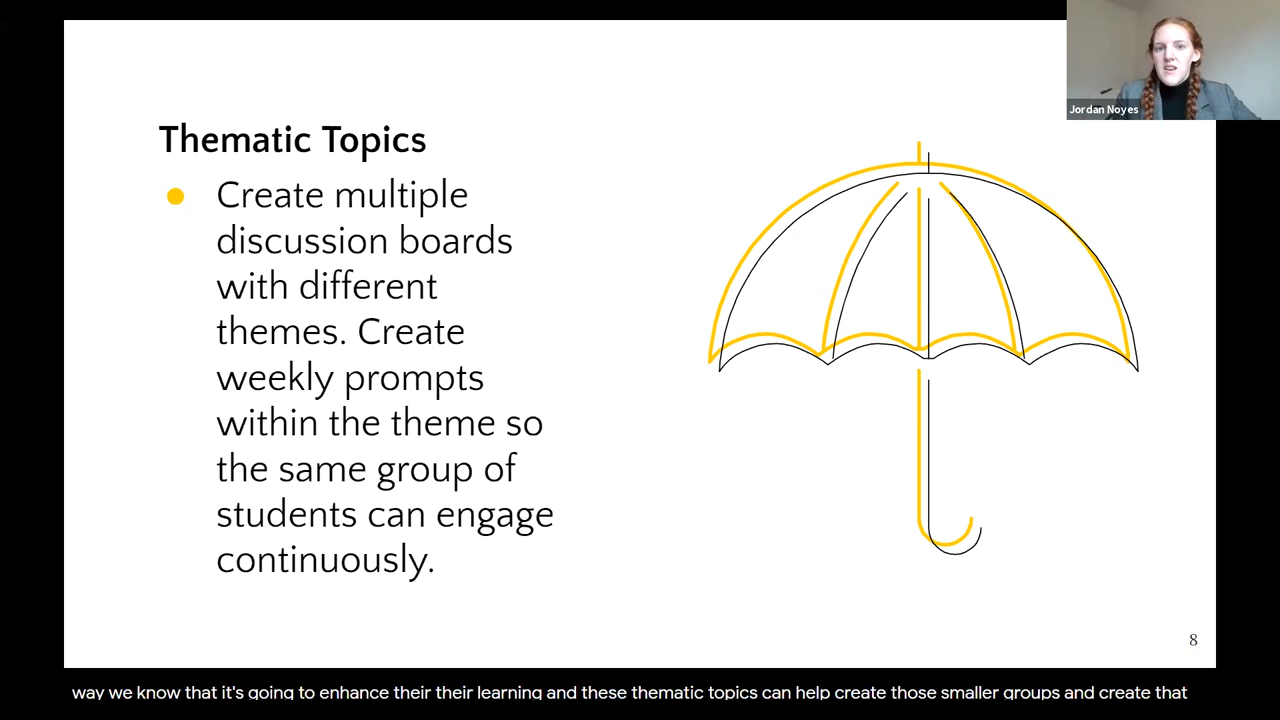 Jordan Noyes
Thematic Topics
Create multiple
discussion boards
with different
themes. Create
weekly prompts
within the theme so
the same group of
students can engage
continuously.
8
way we know that it's going to enhance their their learning and these thematic topics can help create those smaller groups and create that